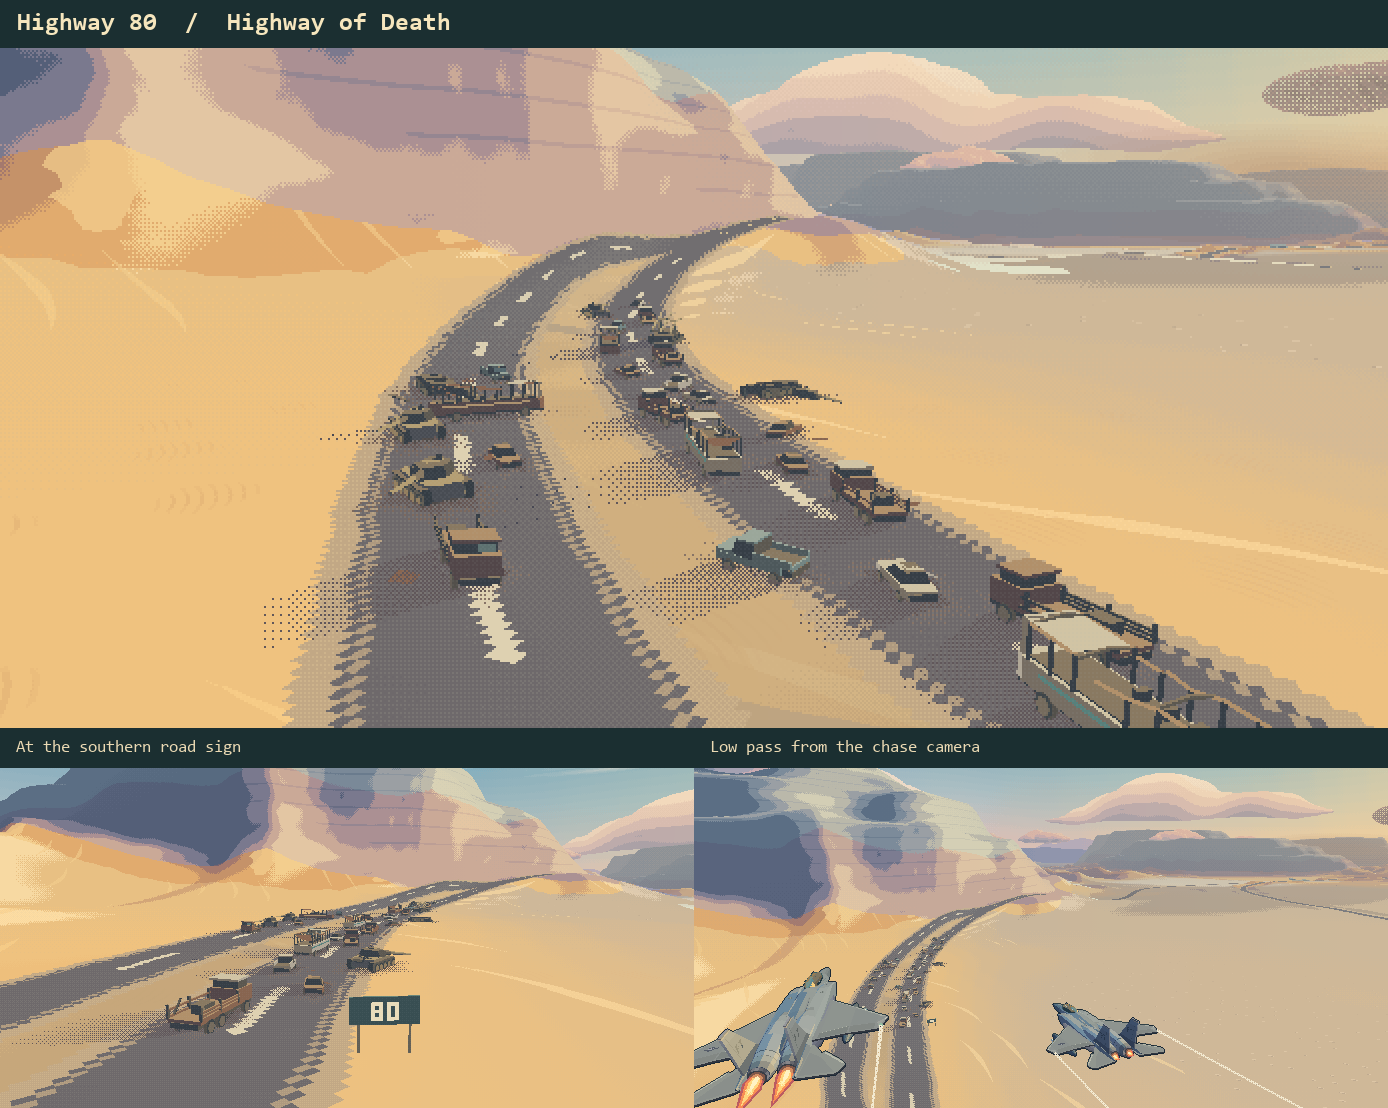 Highway 80 / Highway of Death
At the southern road sign
Low pass from the chase camera
80